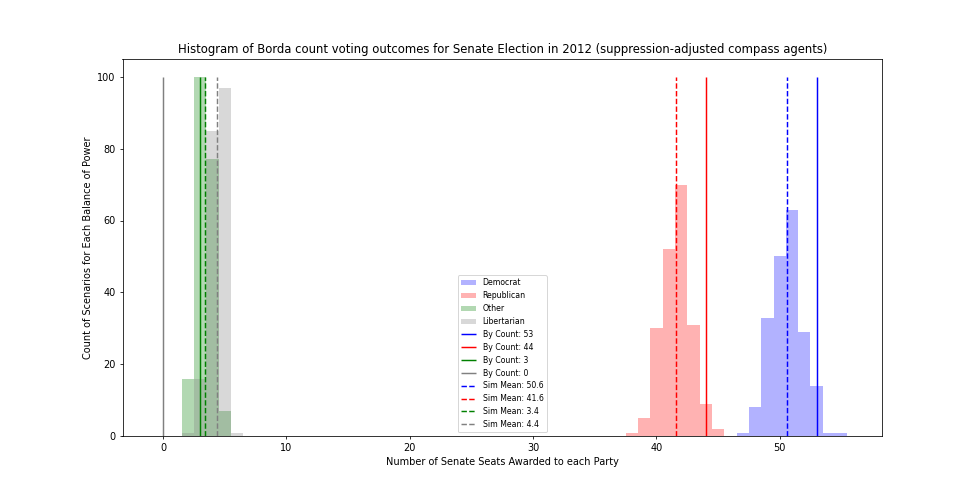 Histogram of Borda count voting outcomes for Senate Election in 2012 (suppression-adjusted compass agents)
Count of Scenarios for Each Balance of Power
100
80
60
40
20
0
Democrat
Republican
Other
Libertarian
By Count: 53
By Count: 44
By Count: 3
By Count: 0
Sim Mean: 50.6
Sim Mean: 41.6
Sim Mean: 3.4
Sim Mean: 4.4
0 10 20 30 40 50
Number of Senate Seats Awarded to each Party